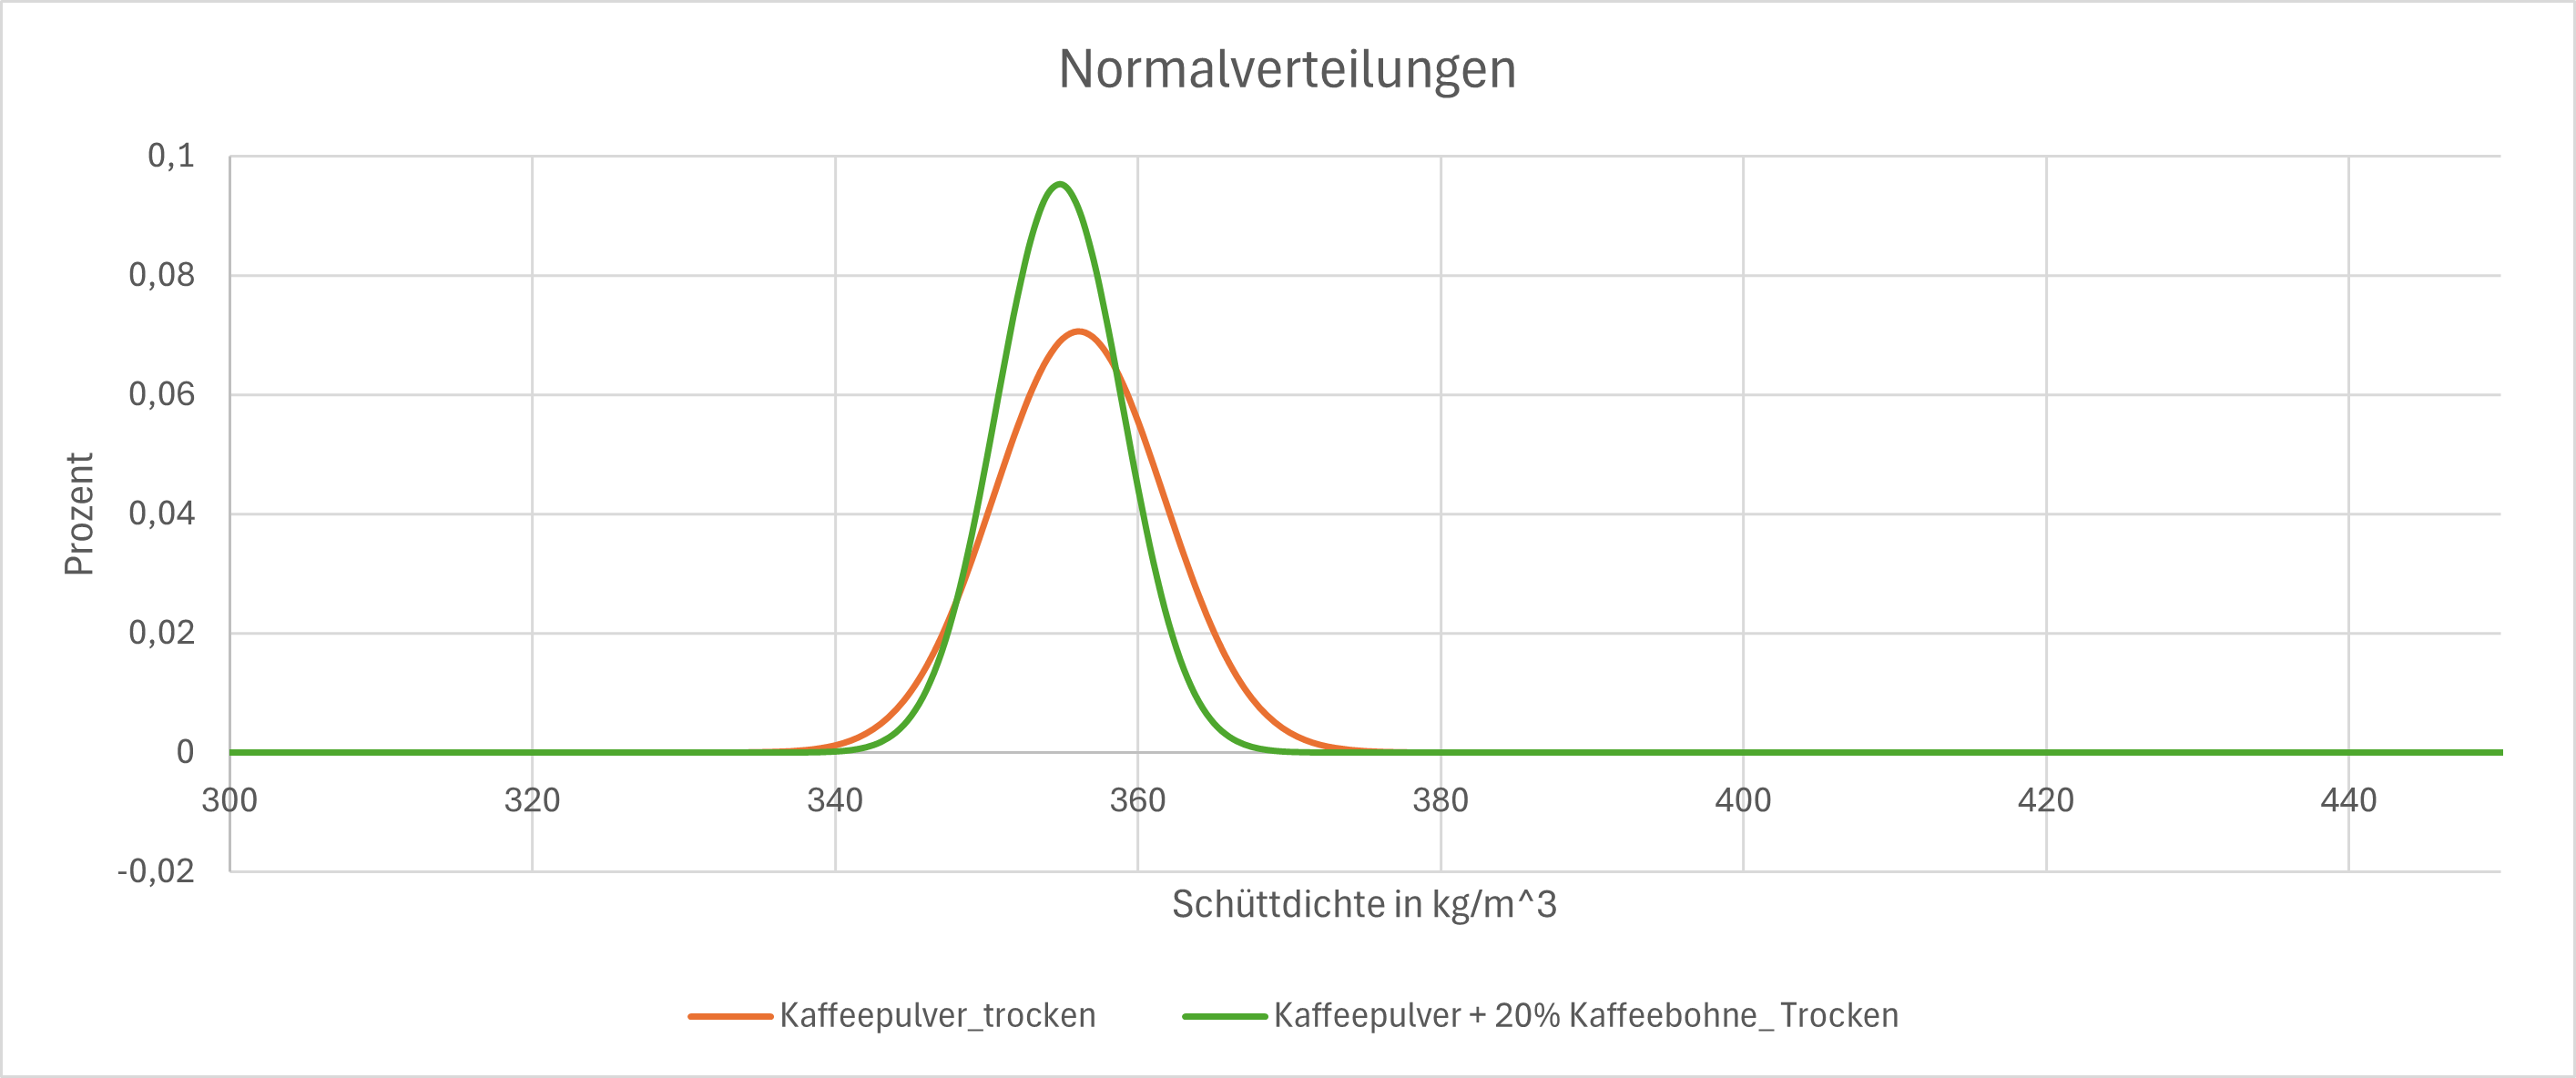 Normalverteilungen
0,1
0,08
0,06
0,04
0,02
0
-0,02
Prozent
300 320 340 360 380 400 420 440
Schüttdichte in kg/m^3
Kaffeepulver_trocken Kaffeepulver + 20% Kaffeebohne_ Trocken